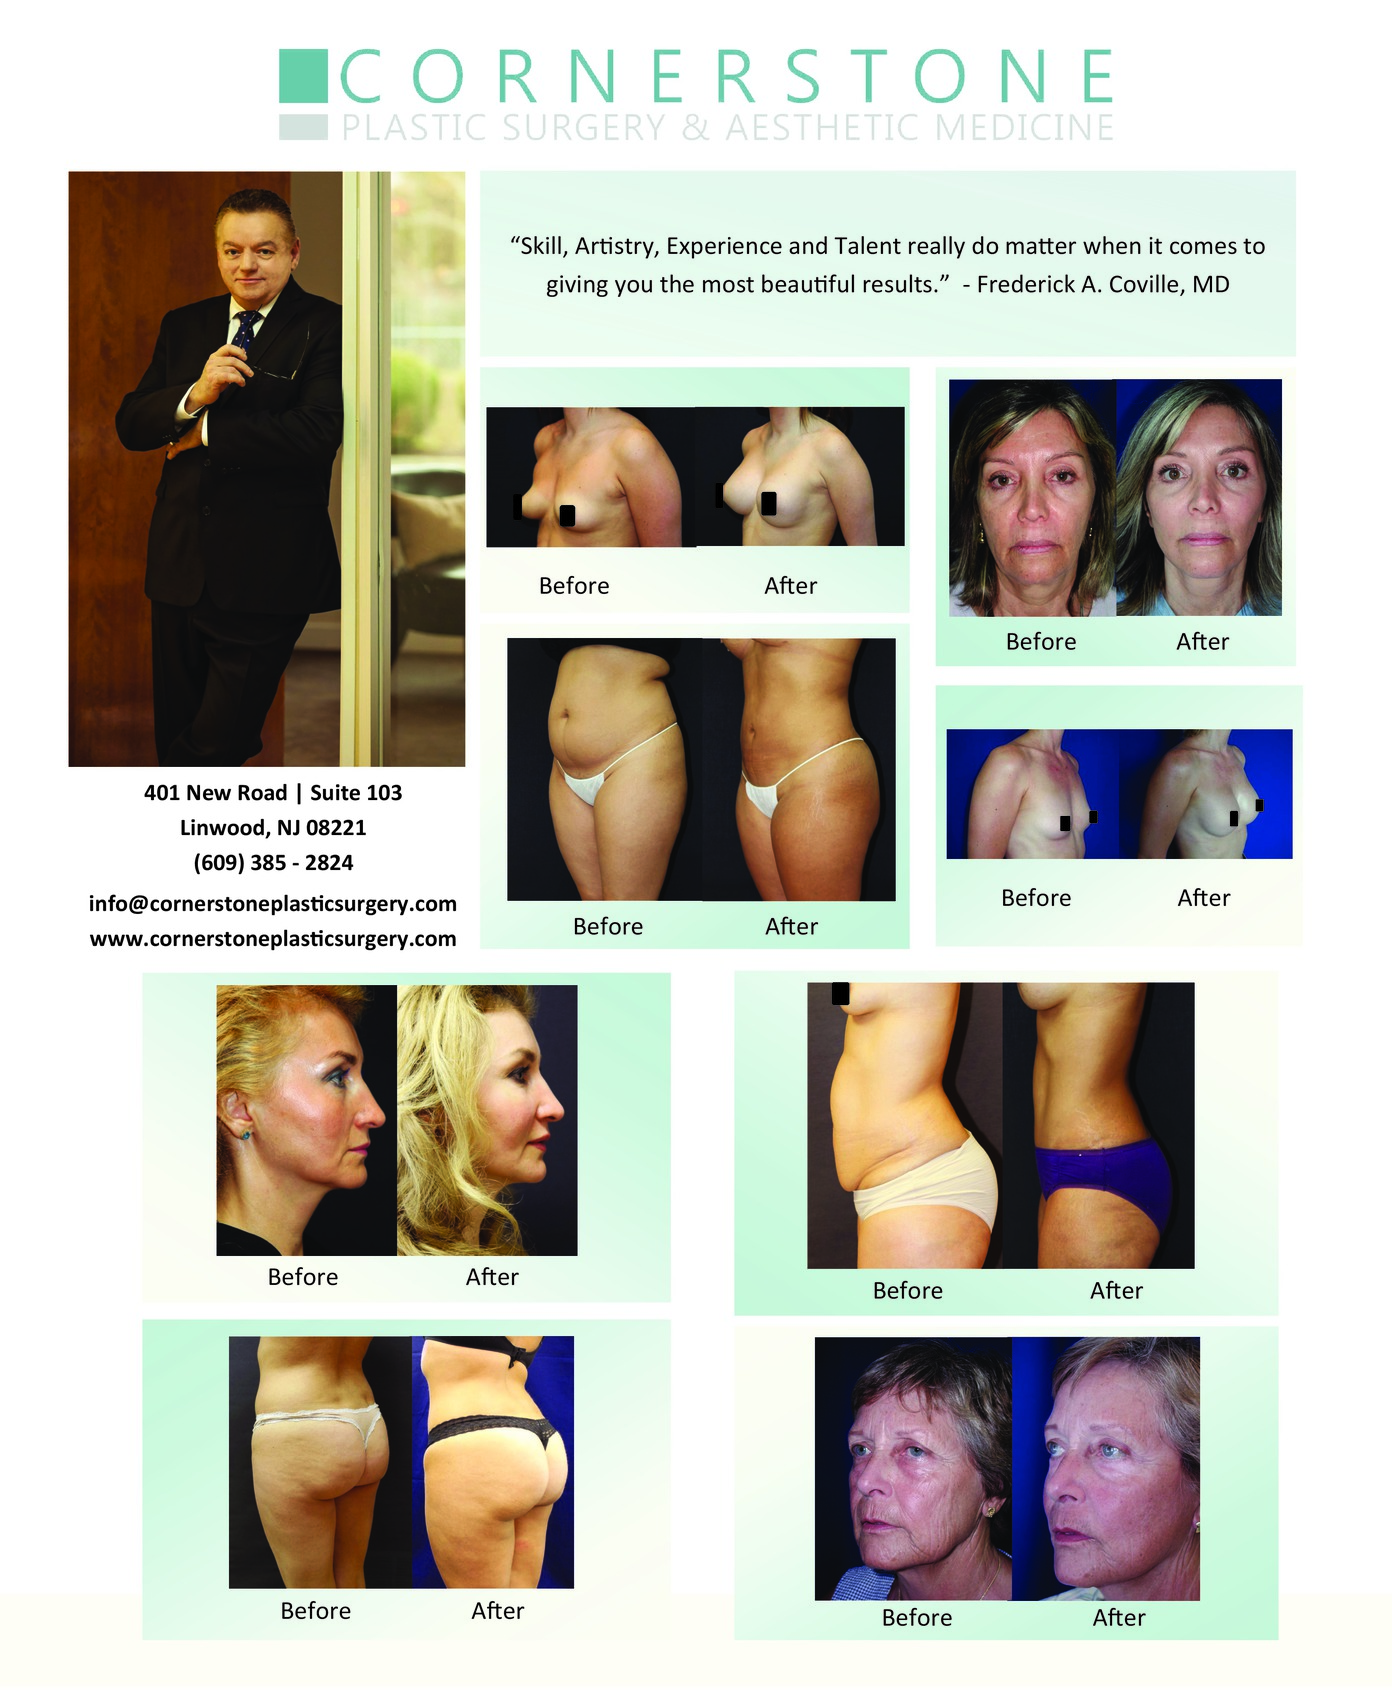 CORNERSTONE
PLASTIC SURGERY & AESTHETIC MEDICINE
“Skill, Artistry, Experience and Talent really do matter when it comes to
giving you the most beautiful results.” - Frederick A. Coville, MD
Before After
Before After
401 New Road | Suite 103
Linwood, NJ 08221
(609) 385 - 2824
info@cornerstoneplasticsurgery.com
www.cornerstoneplasticsurgery.com
Before After
Before After
Before After
Before After
Before After
Before After